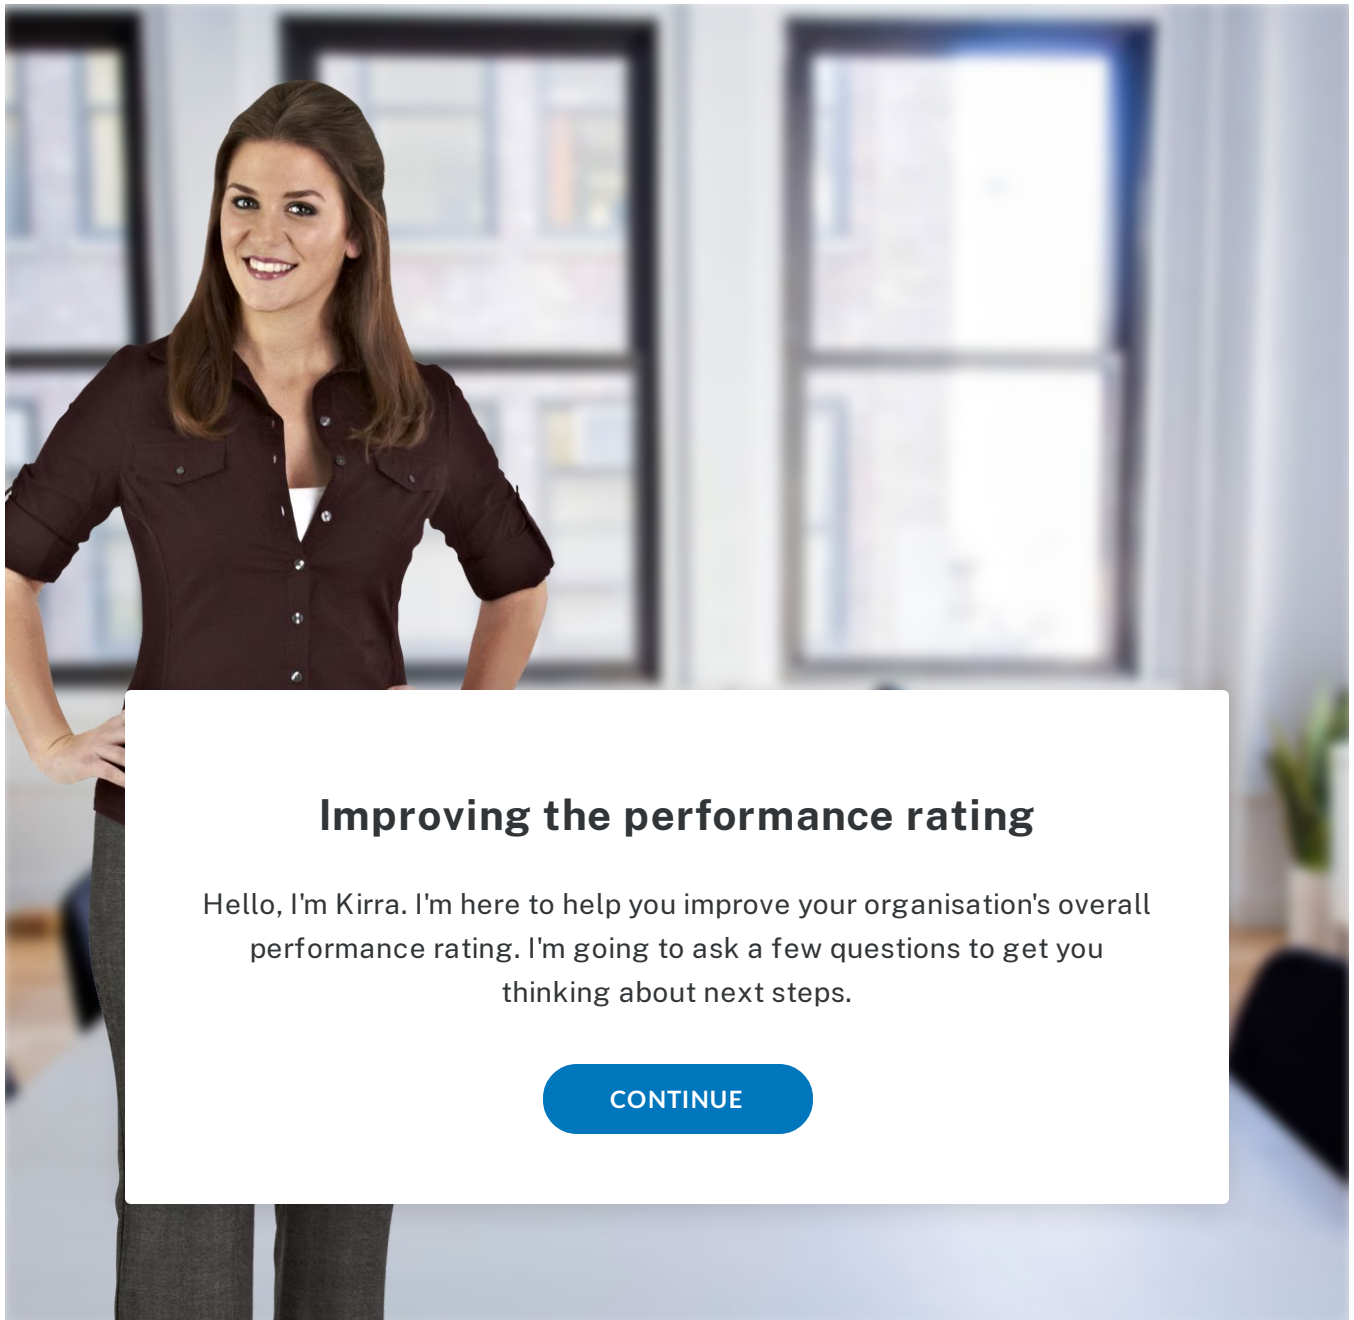 Improving the performance rating
Hello, I'm Kirra. I'm here to help you improve your organisation's overall
performance rating. I'm going to ask a few questions to get you
thinking about next steps.
CONTINUE